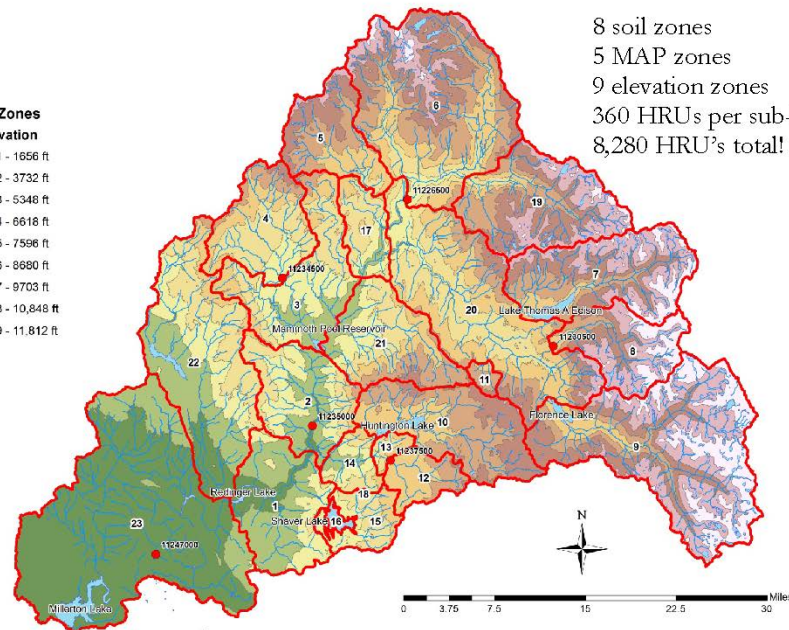 8 soil zones
5 MAP zones
9 elevation zones
360 HRUs per sub-
8,280 HRU's total!
Zones
vation
- 1656 ft
- 3732 ft
- 5348 ft
- 6618 ft
- 7596 ft
- 8680 ft
- 9703 ft
- 10,848 ft
- 11,812 ft
6
5
11226500
19
4
17
7
11234500
3
20
Lake Thomas A Edison
Mammoth Pool Reservoir
21
11230500
8
22
11
2
11235000
Huntington Lake
10
Florence Lake
13
11237500
9
14
12
Redinger Lake
18
1
Shaver Lake
16
15
23
11247000
N
Millerton Lake
Miles
0 3.75 7.5 15 22.5 30